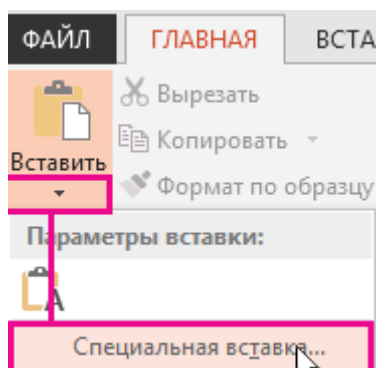 ФАЙЛ ГЛАВНАЯ ВСТА
Вырезать
Копировать
Вставить
Формат по образцу
Параметры вставки:
A
Специальная вставка...